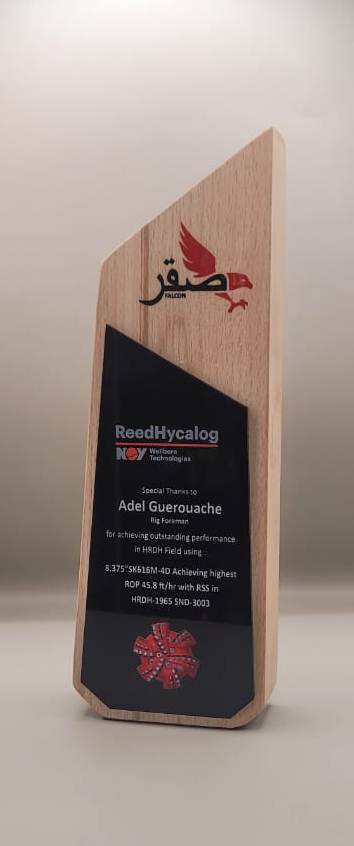 صقر
FALCON
ReedHycalog
NOV Wellbore
Technologies
Special Thanks to
Adel Guerouache
Rig Foreman
for achieving outstanding performance
in HRDH Field using :
8.375"SK616M-4D Achieving highest
ROP 45.8 ft/hr with RSS in
HRDH-1965 SND-3003